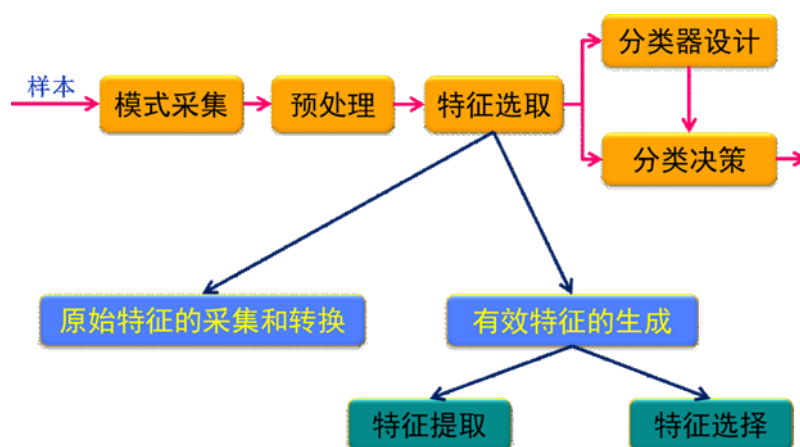 样本
模式采集
预处理
特征选取
分类器设计
分类决策
原始特征的采集和转换
有效特征的生成
特征提取
特征选择